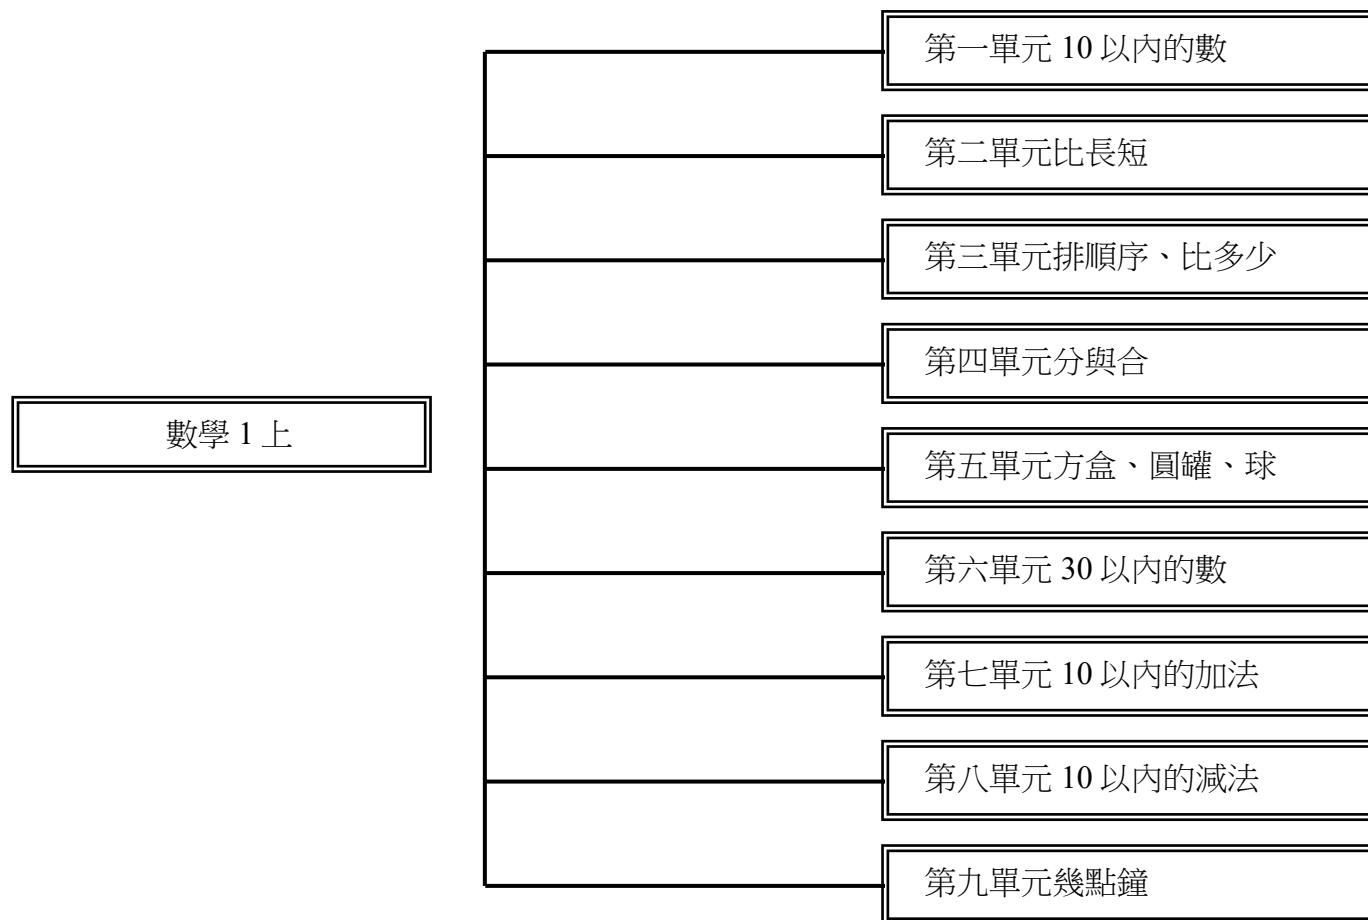 數學 1 上
第一單元 10 以內的數
第二單元比長短
第三單元排順序、比多少
第四單元分與合
第五單元方盒、圓罐、球
第六單元 30 以內的數
第七單元 10 以內的加法
第八單元 10 以內的減法
第九單元幾點鐘